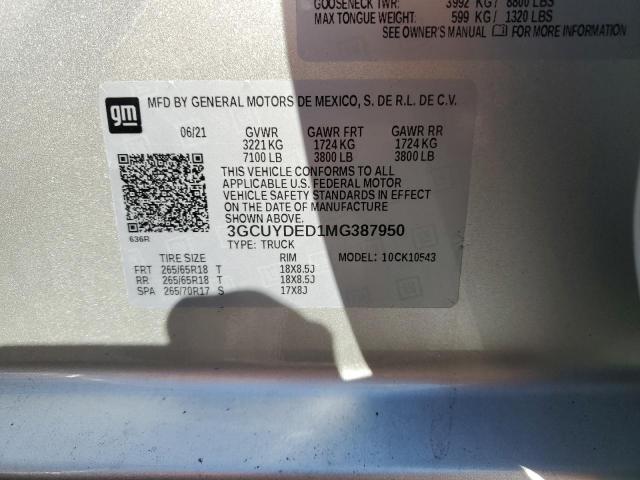 GOOSENECK TWR: 3992 KG / 8800 LBS
MAX TONGUE WEIGHT: 599 KG / 1320 LBS
SEE OWNER'S MANUAL FOR MORE INFORMATION.
gm
MFD BY GENERAL MOTORS DE MEXICO, S. DE R.L. DE C.V.
06/21 GVWR GAWR FRT GAWR RR
3221 KG 1724 KG 1724 KG
7100 LB 3800 LB 3800 LB
THIS VEHICLE CONFORMS TO ALL
APPLICABLE U.S. FEDERAL MOTOR
VEHICLE SAFETY STANDARDS IN EFFECT
ON THE DATE OF MANUFACTURE
SHOWN ABOVE.
636R
3GCUYDED1MG387950
TYPE: TRUCK
TIRE SIZE RIM MODEL: 10CK10543
FRT 265/65R18 T 18X8.5J
RR 265/65R18 T 18X8.5J
SPA 265/70R17 S 17X8J